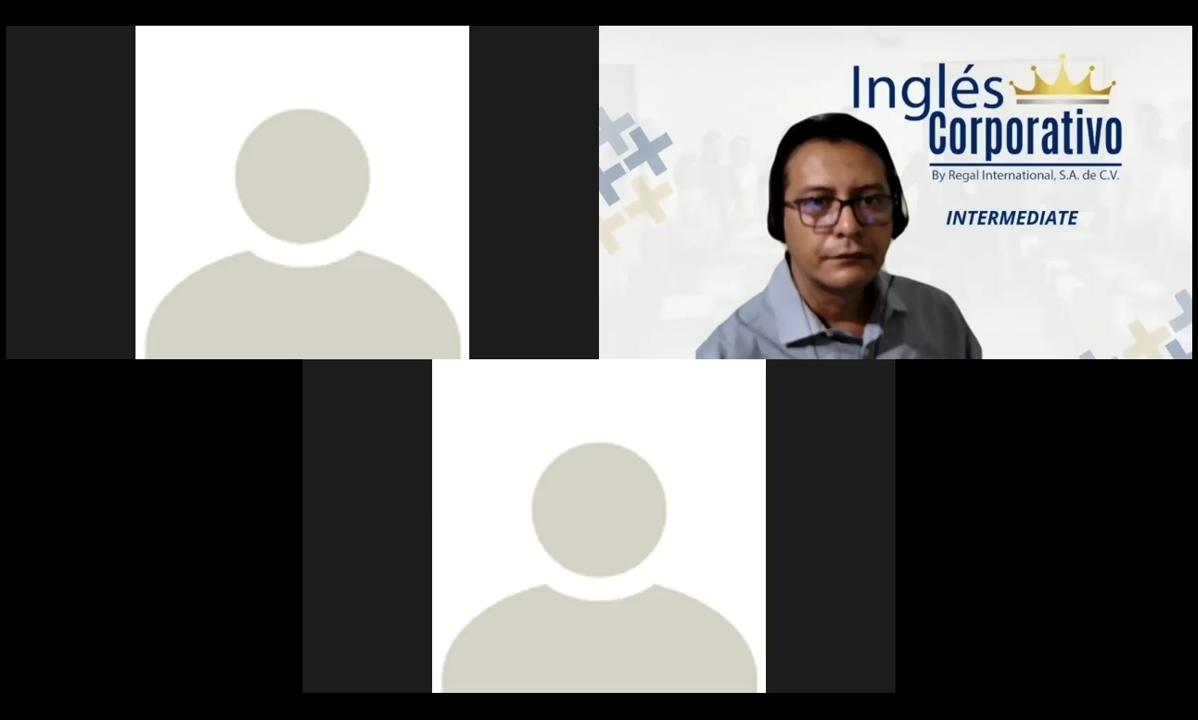 Inglés
Corporativo
By Regal International, S.A. de C.V.
INTERMEDIATE